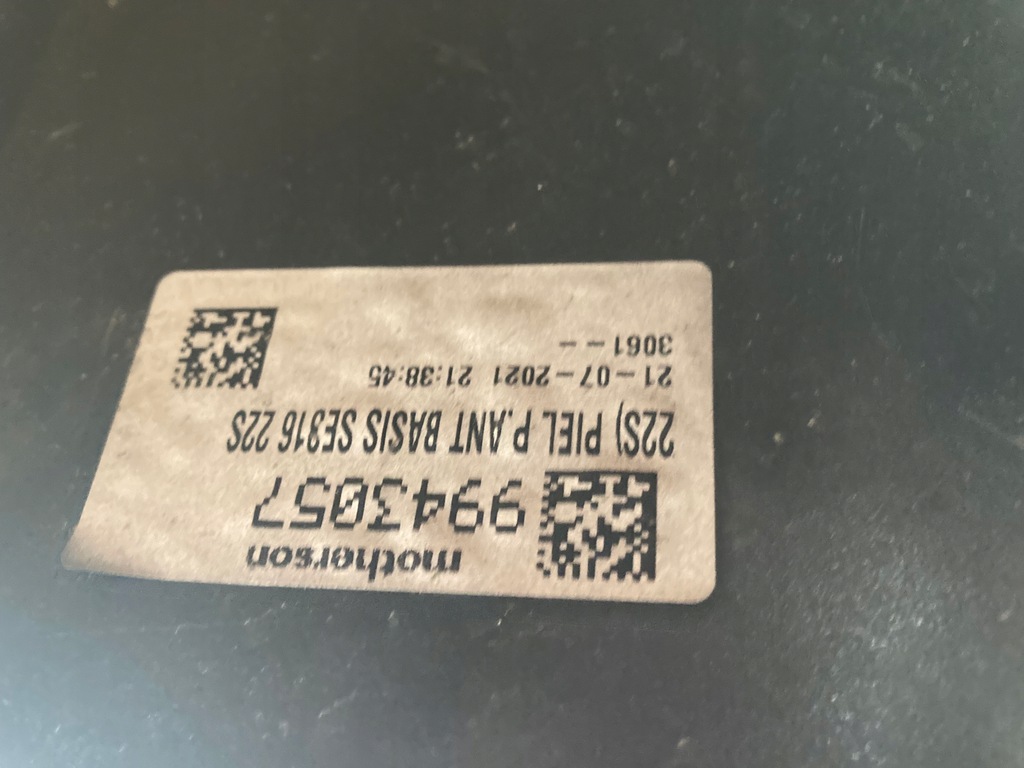 motherson
9943057
22S) PIEL P.ANT BASIS SE316 22S
21-07-2021 21:38:45
3061 - -